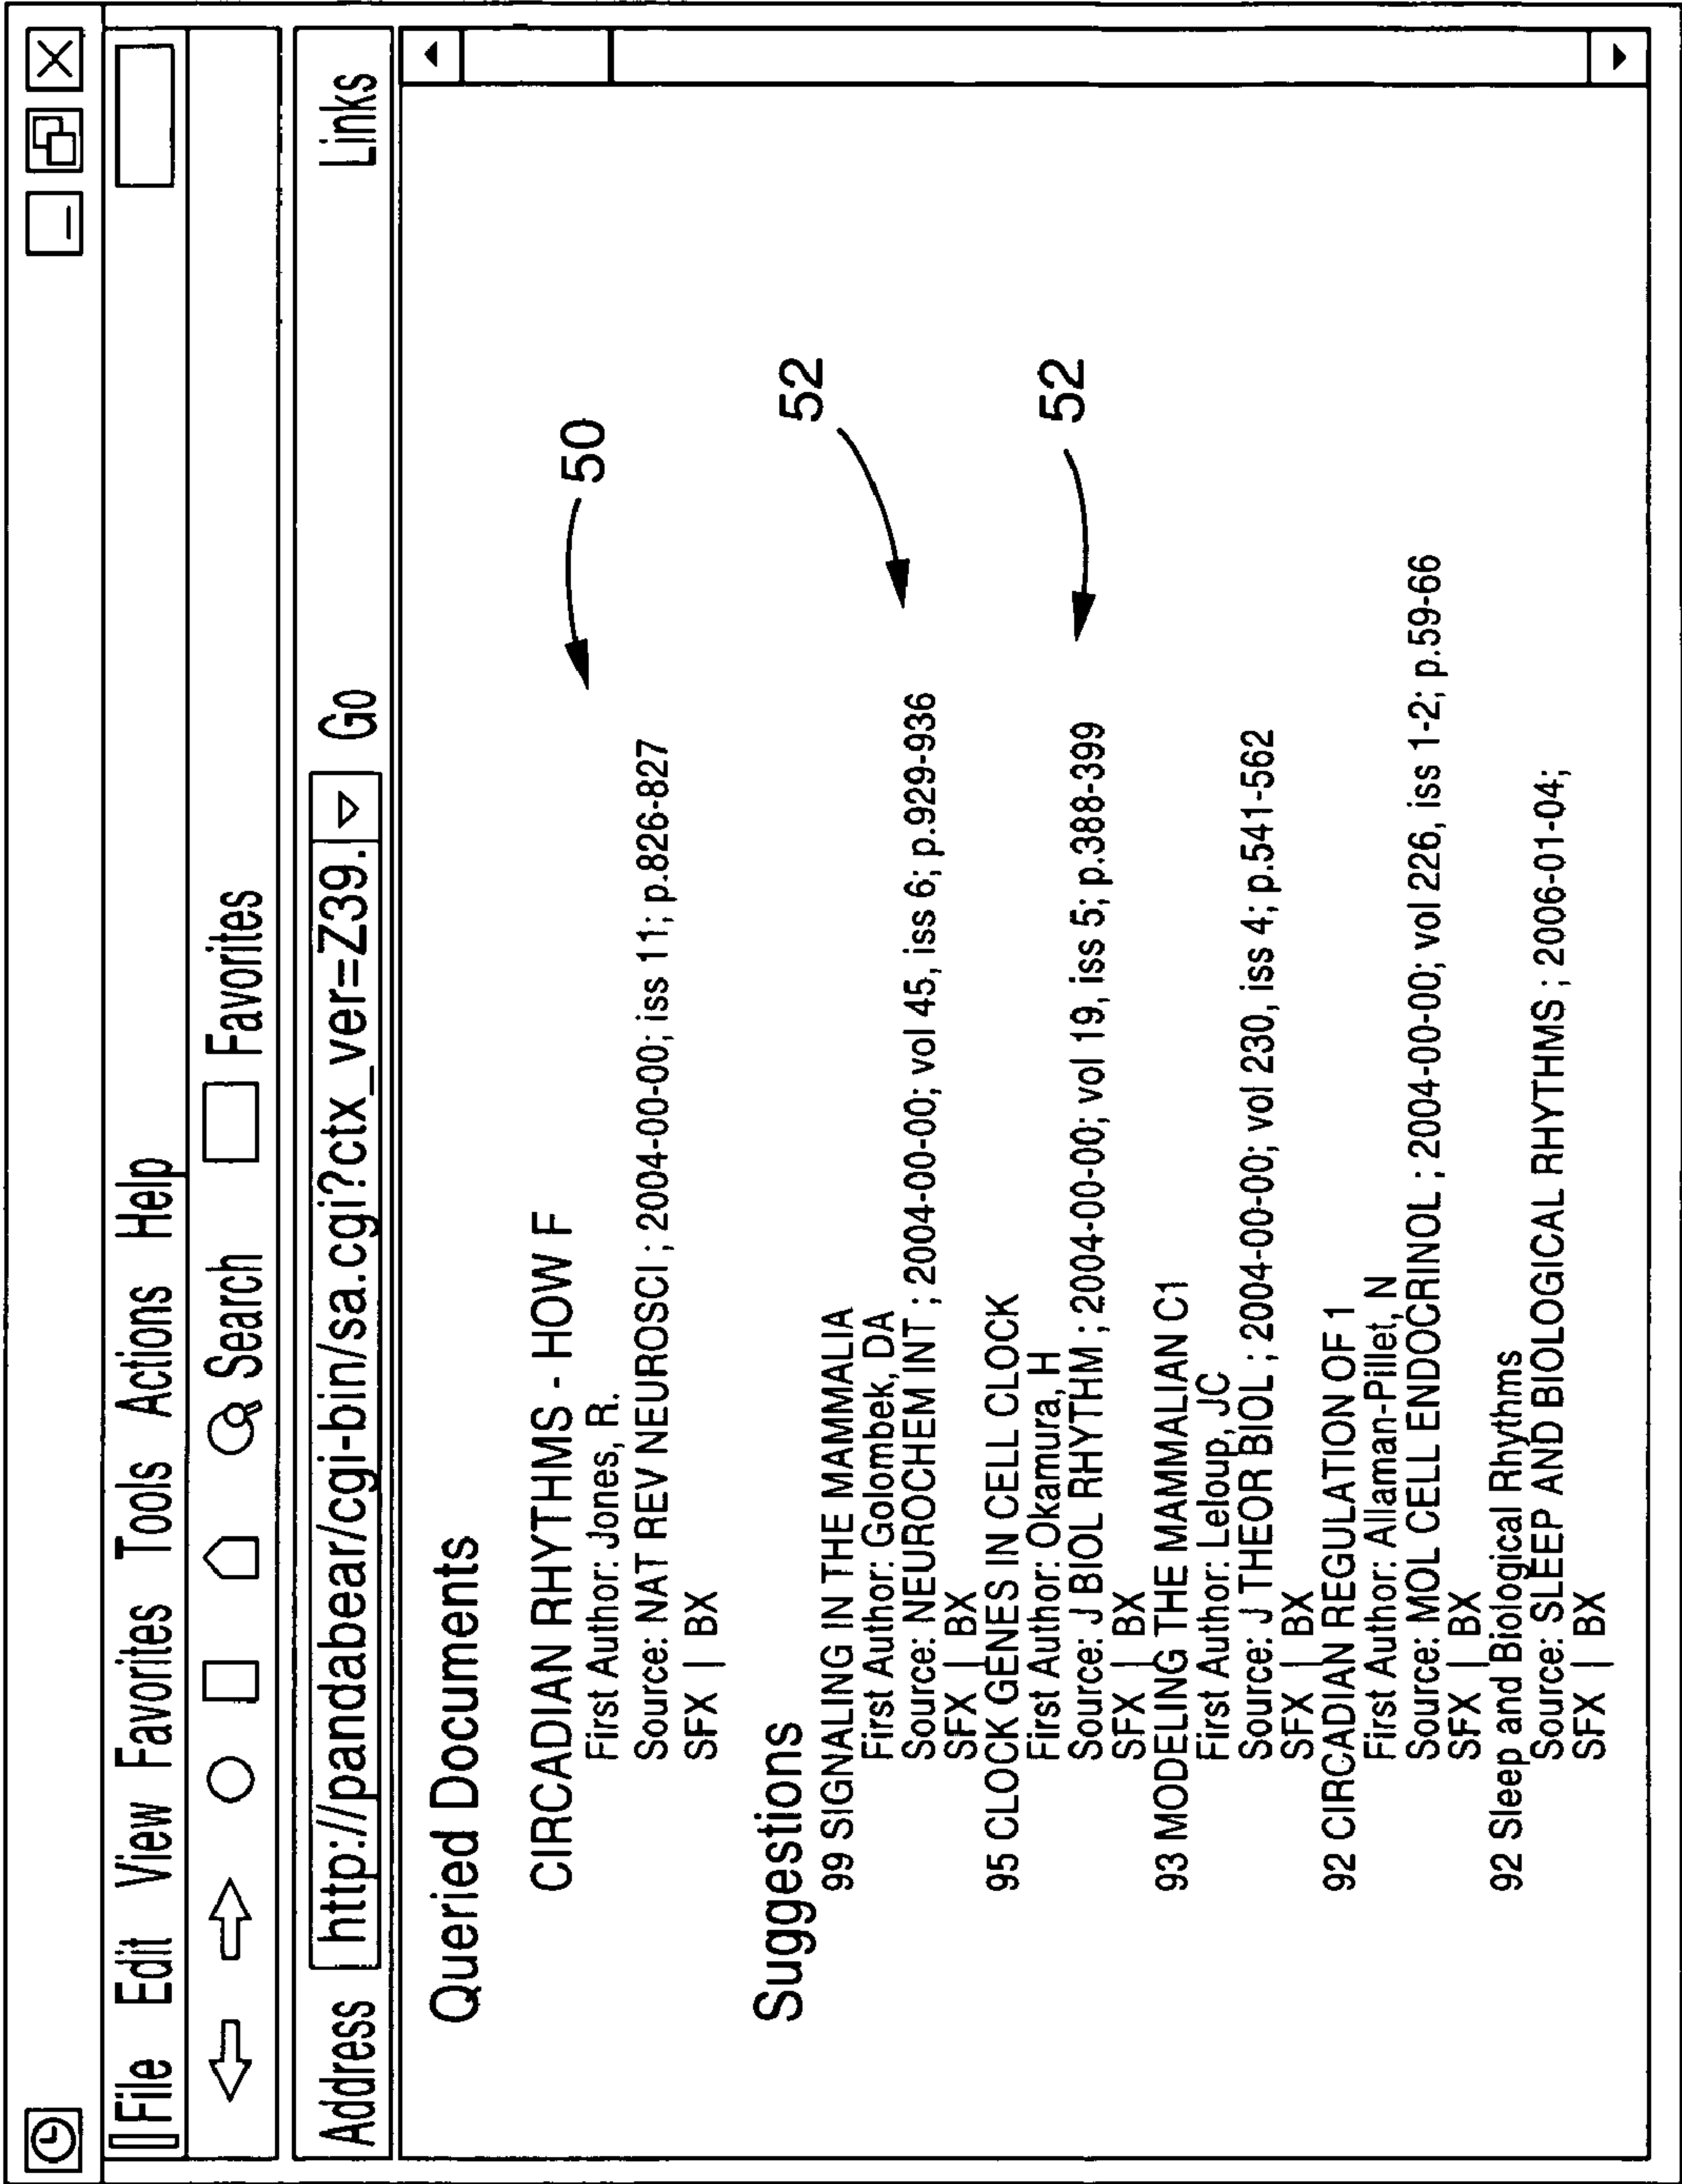 File Edit View Favorites Tools Actions Help
Search Favorites
Address http://pandabear/cgi-bin/sa.cgi?ctx_ver=Z39. Go Links
Queried Documents
CIRCADIAN RHYTHMS - HOW F
50
First Author: Jones, R.
Source: NAT REV NEUROSCI ; 2004-00-00; iss 11; p.826-827
SFX | BX
Suggestions
52
99 SIGNALING IN THE MAMMALIA
First Author: Golombek, DA
Source: NEUROCHEM INT ; 2004-00-00; vol 45, iss 6; p.929-936
SFX | BX
95 CLOCK GENES IN CELL CLOCK
52
First Author: Okamura, H
Source: J BIOL RHYTHM ; 2004-00-00; vol 19, iss 5; p.388-399
SFX | BX
93 MODELING THE MAMMALIAN C1
First Author: Leloup, JC
Source: J THEOR BIOL ; 2004-00-00; vol 230, iss 4; p.541-562
SFX | BX
92 CIRCADIAN REGULATION OF 1
First Author: Allaman-Pillet, N
Source: MOL CELL ENDOCRINOL ; 2004-00-00; vol 226, iss 1-2; p.59-66
SFX | BX
92 Sleep and Biological Rhythms
Source: SLEEP AND BIOLOGICAL RHYTHMS ; 2006-01-04;
SFX | BX